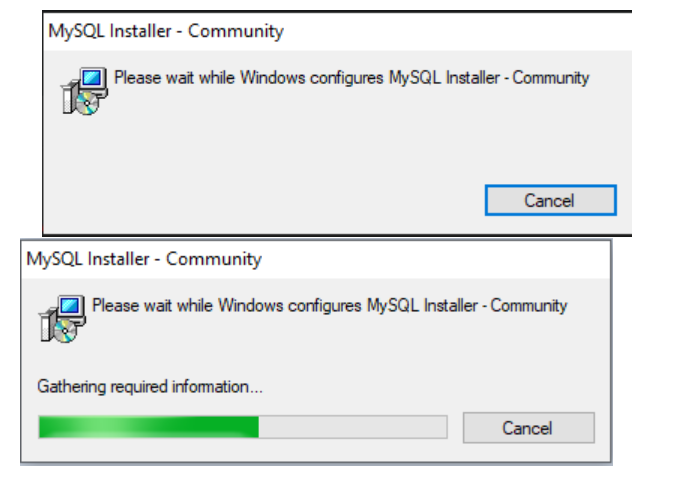 MySQL Installer - Community
Please wait while Windows configures MySQL Installer - Community
Cancel
MySQL Installer - Community
Please wait while Windows configures MySQL Installer - Community
Gathering required information...
Cancel